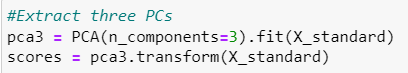 #Extract three PCs
pca3 = PCA(n_components=3).fit(X_standard)
scores = pca3.transform(X_standard)